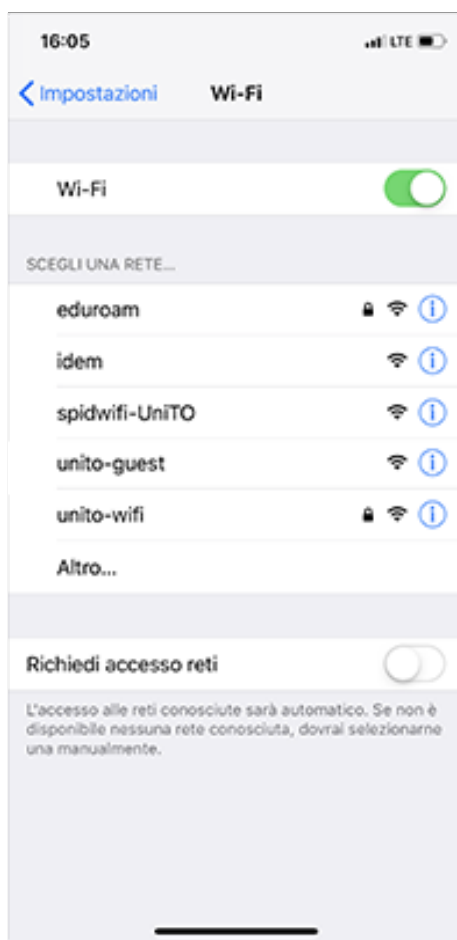 16:05
LTE
Impostazioni Wi-Fi
Wi-Fi
SCEGLI UNA RETE...
eduroam
idem
spidwifi-UniTO
unito-guest
unito-wifi
Altro...
Richiedi accesso reti
L'accesso alle reti conosciute sarà automatico. Se non è
disponibile nessuna rete conosciuta, dovrai selezionarne
una manualmente.